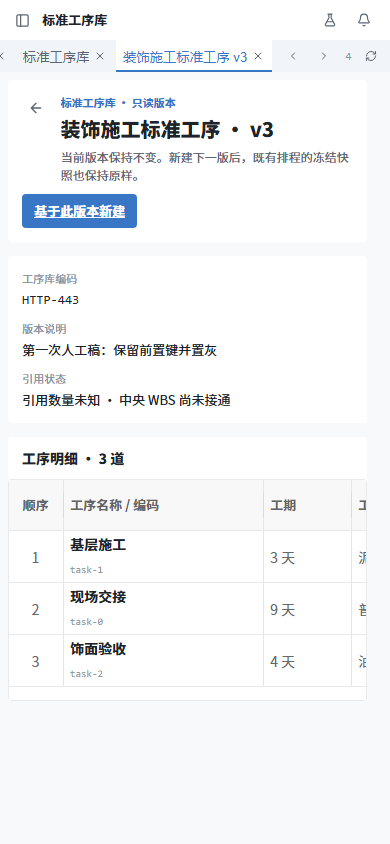 标准工序库
标准工序库
装饰施工标准工序 v3
4
标准工序库 · 只读版本
装饰施工标准工序 · v3
当前版本保持不变。新建下一版后，既有排程的冻结快
照也保持原样。
基于此版本新建
工序库编码
HTTP-443
版本说明
第一次人工稿：保留前置键并置灰
引用状态
引用数量未知 · 中央 WBS 尚未接通
工序明细 · 3 道
顺序 工序名称 / 编码 工期
1 基层施工 3 天
task-1
2 现场交接 9 天
task-0
3 饰面验收 4 天
task-2